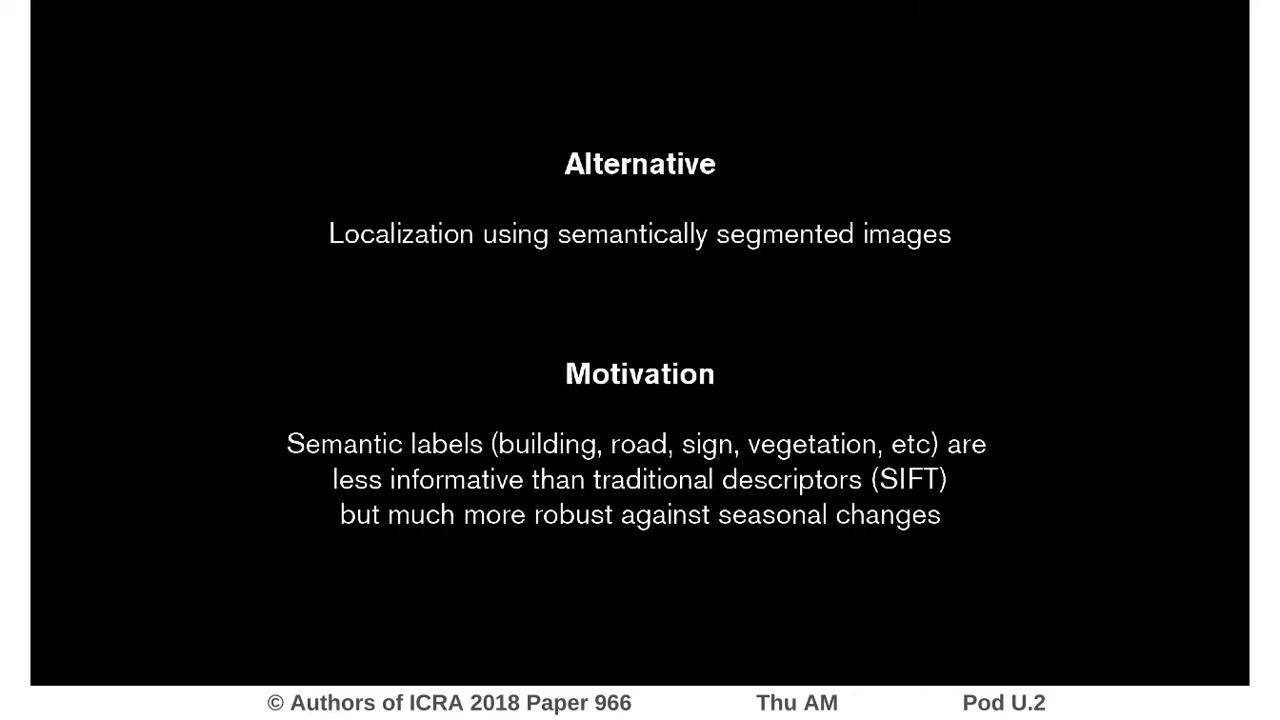 Alternative
Localization using semantically segmented images
Motivation
Semantic labels (building, road, sign, vegetation, etc) are
less informative than traditional descriptors (SIFT)
but much more robust against seasonal changes
© Authors of ICRA 2018 Paper 966 Thu AM Pod U.2